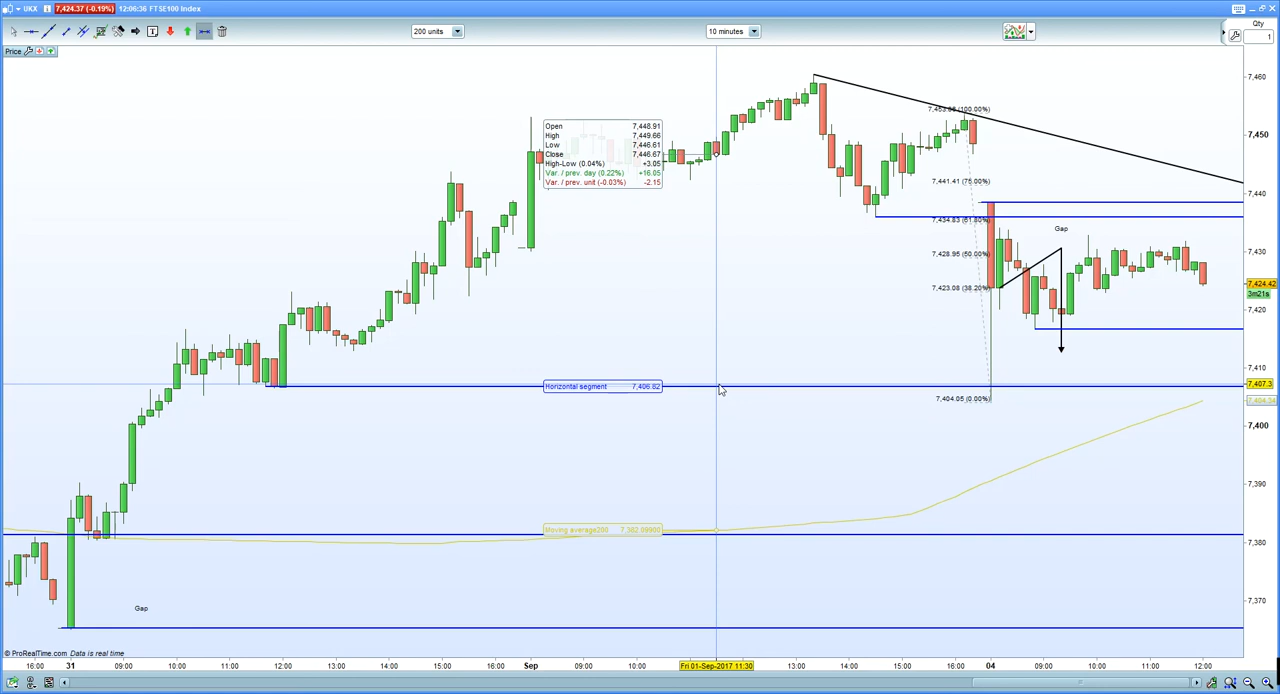 UKX 7,424.37 (-0.19%) 12:06:36 FTSE100 Index
Qty
200 units
10 minutes
1
Price
7,460
7,450
7,440
7,430
7,424.42
3m21s
7,420
7,410
7,407.3
7,400
7,390
7,380
7,370
Open 7,448.91
High 7,449.66
Low 7,446.61
Close 7,446.67
High-Low (0.04%) +3.05
Var. / prev. day (0.22%) +16.05
Var. / prev. unit (-0.03%) -2.15
(100.00%)
7,441.41 (75.00%)
7,434.83 (61.80%)
7,428.95 (50.00%)
7,423.08 (38.20%)
7,404.05 (0.00%)
Gap
Horizontal segment 7,406.82
Moving average200
Gap
© ProRealTime.com Data is real time
16:00 31 09:00 10:00 11:00 12:00 13:00 14:00 15:00 16:00 Sep 09:00 10:00 Fri 01-Sep-2017 11:30 13:00 14:00 15:00 16:00 04 09:00 10:00 11:00 12:00